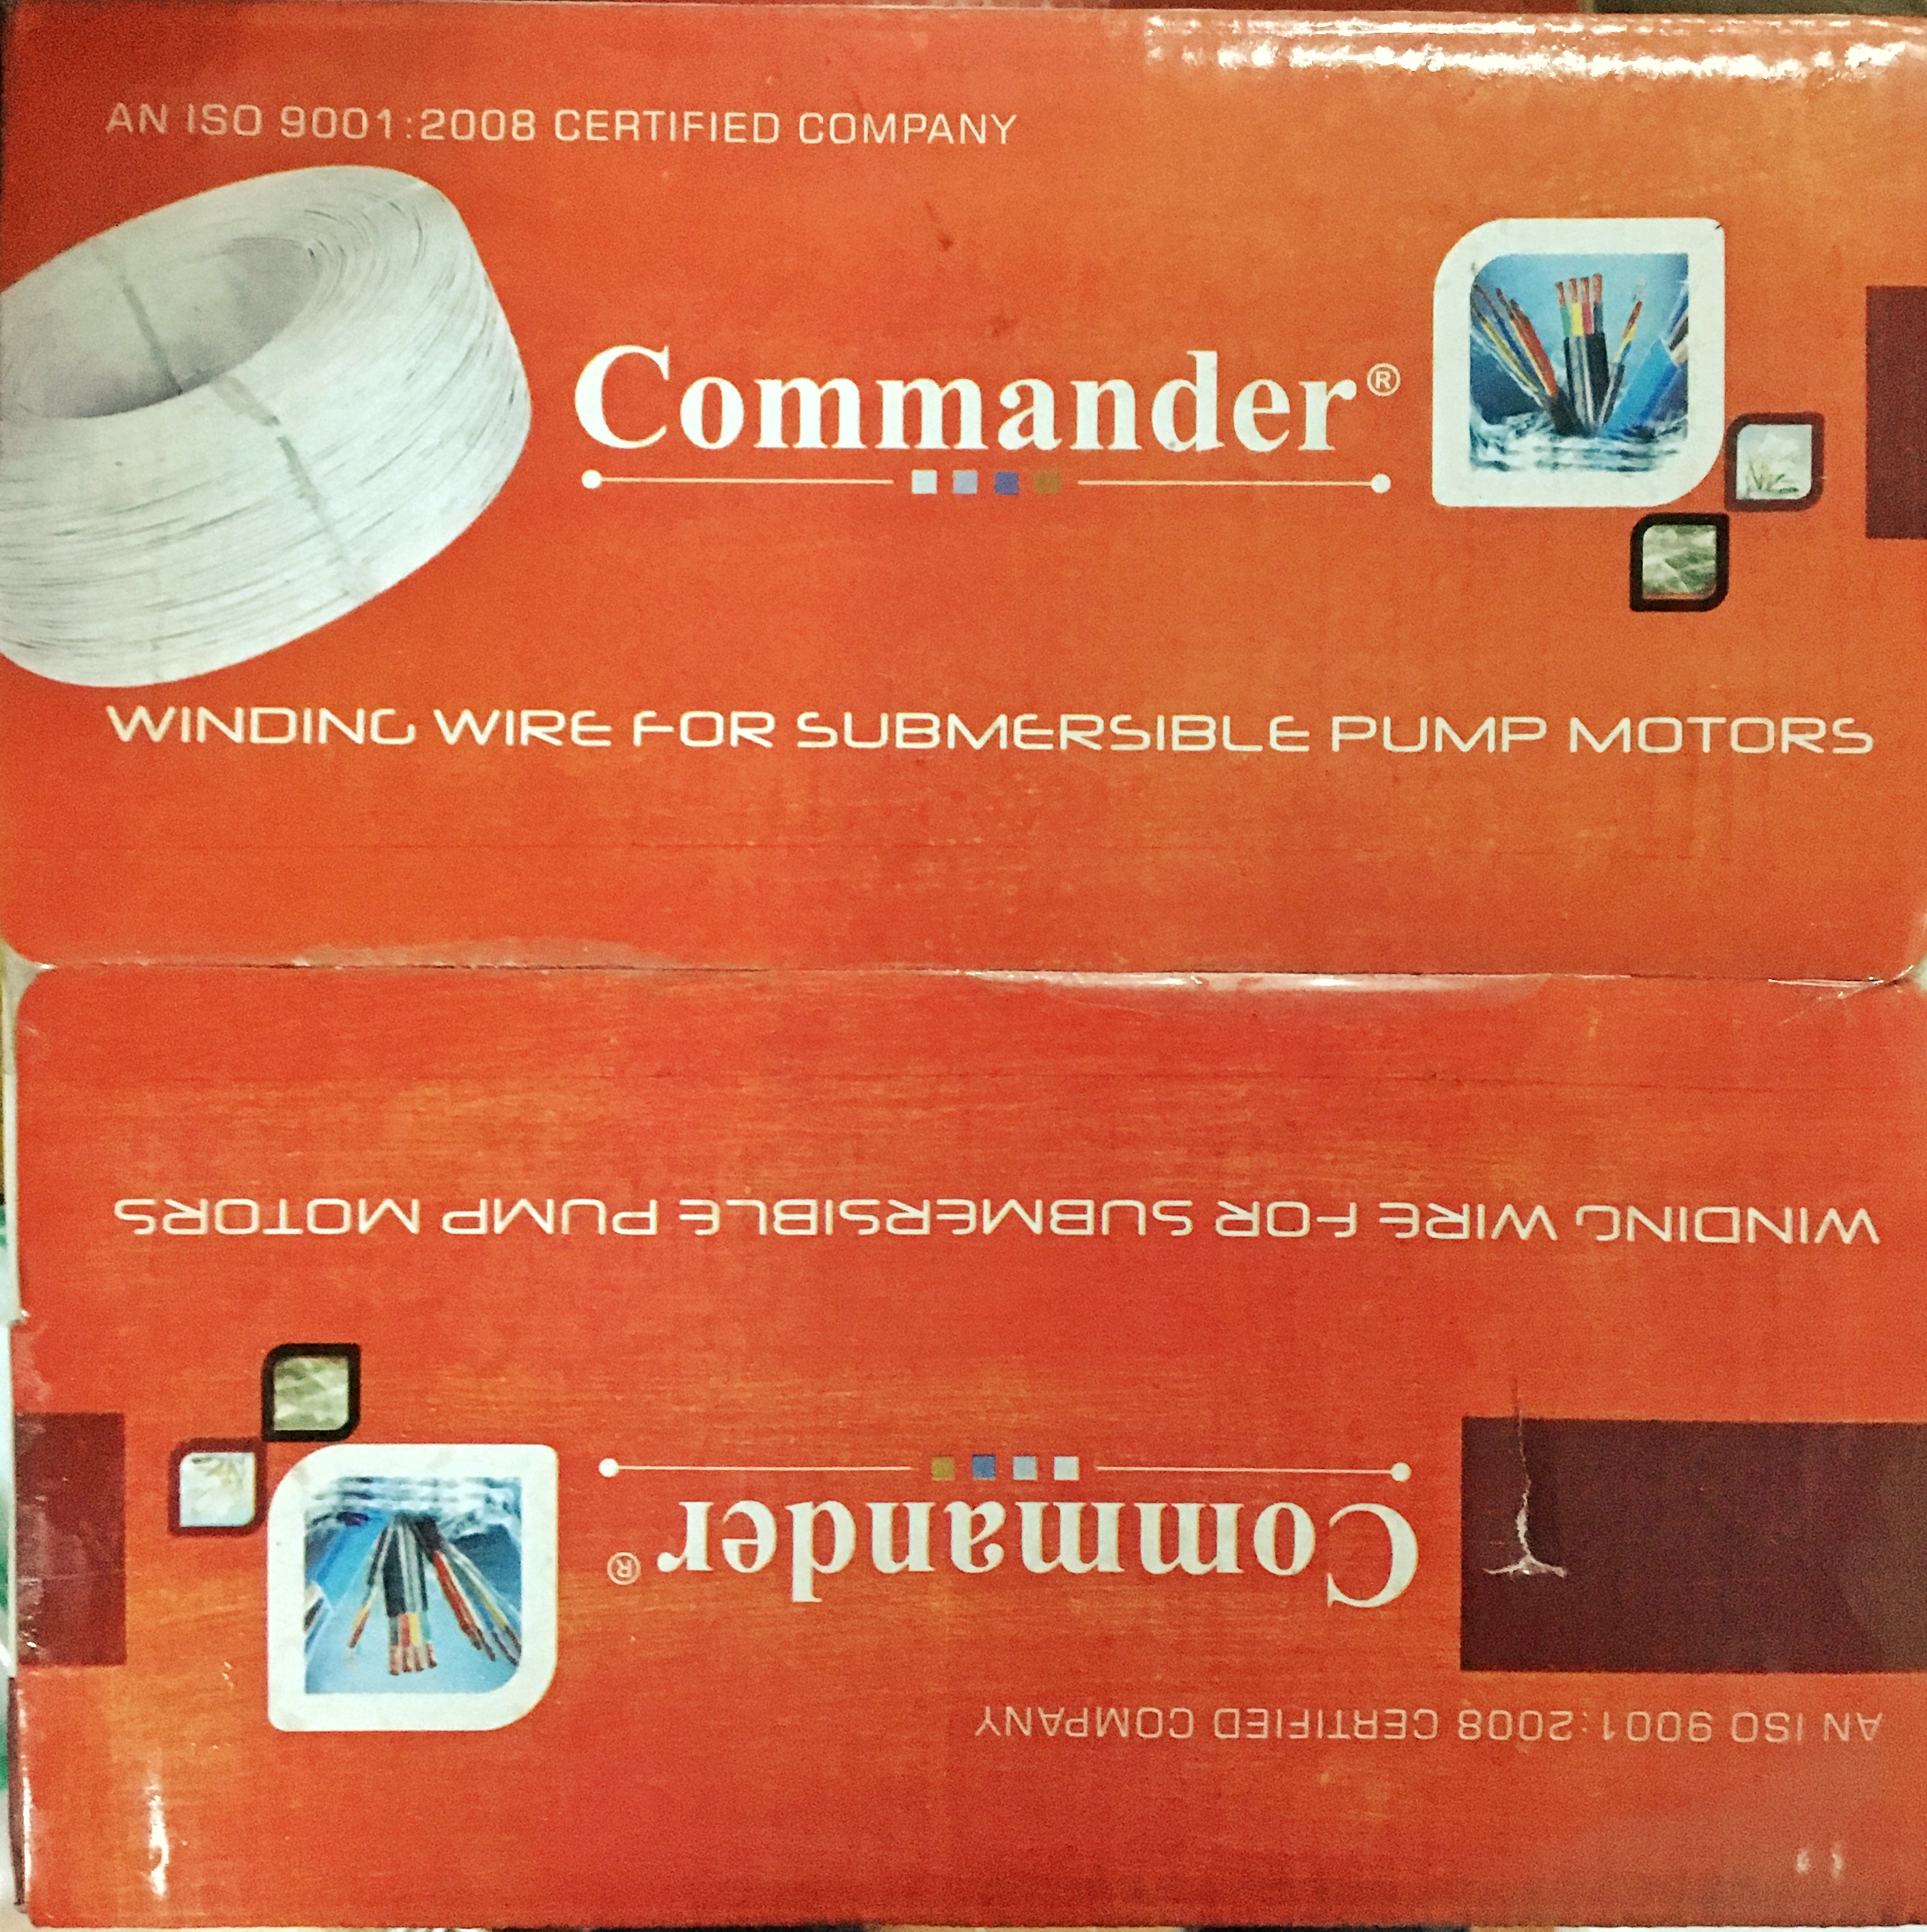 AN ISO 9001:2008 CERTIFIED COMPANY
Commander®
WINDING WIRE FOR SUBMERSIBLE PUMP MOTORS
WINDING WIRE FOR SUBMERSIBLE PUMP MOTORS
Commander®
AN ISO 9001:2008 CERTIFIED COMPANY